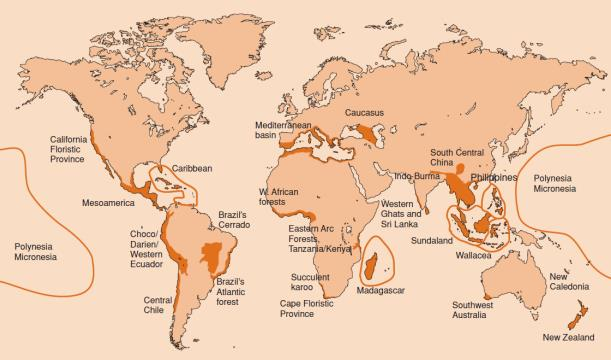 California
Floristic
Province
Mesoamerica
Caribbean
Polynesia
Micronesia
Choco/
Darien/
Western
Ecuador
Brazil's
Cerrado
Brazil's
Atlantic
forest
Central
Chile
Mediterranean
basin
Caucasus
W. African
forests
Eastern Arc
Forests,
Tanzania/Kenya
Succulent
karoo
Cape Floristic
Province
Madagascar
South Central
China
Indo Burma
Philippines
Western
Ghats and
Sri Lanka
Sundaland
Wallacea
Polynesia
Micronesia
New
Caledonia
Southwest
Australia
New Zealand